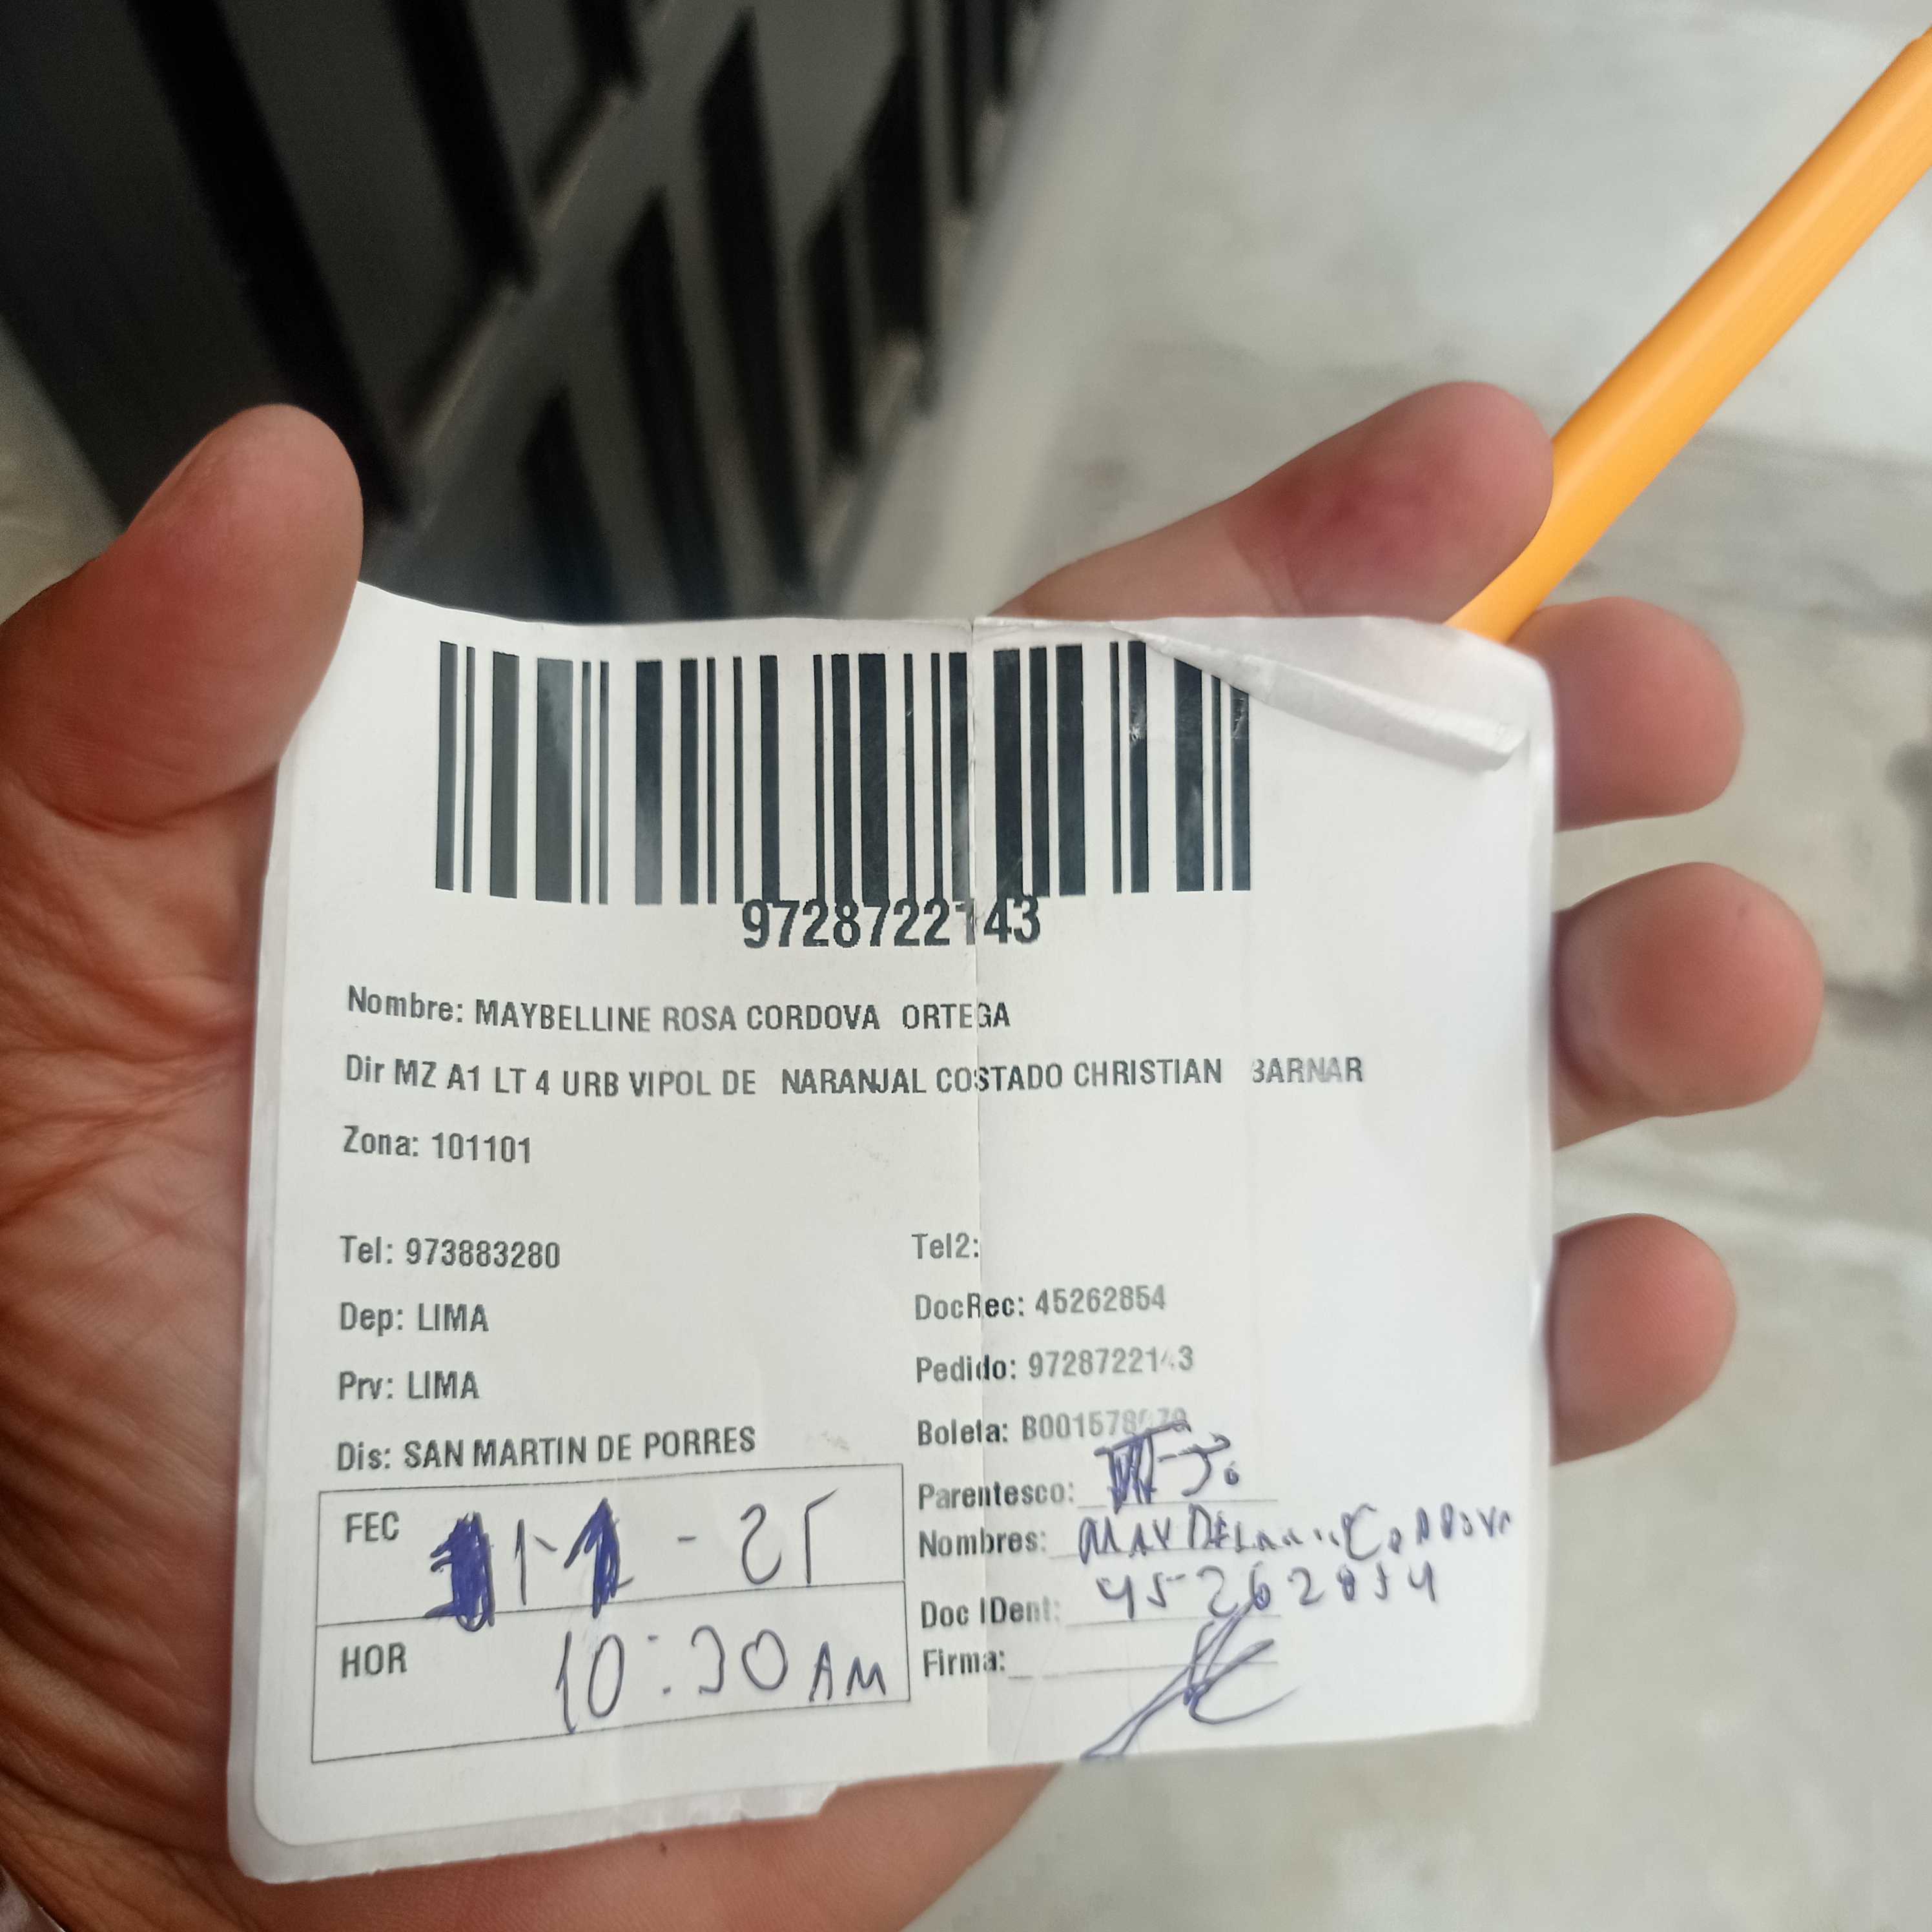 9728722143
Nombre: MAYBELLINE ROSA CORDOVA ORTEGA
Dir MZ A1 LT 4 URB VIPOL DE NARANJAL COSTADO CHRISTIAN BARNAR
Zona: 101101
Tel: 973883280 Tel2:
Dep: LIMA DocRec: 45262854
Prv: LIMA Pedido: 9728722143
Dis: SAN MARTIN DE PORRES Boleta:
Parentesco:
FEC Nombres:
Doc IDent: 45262854
HOR 10:30 AM Firma: